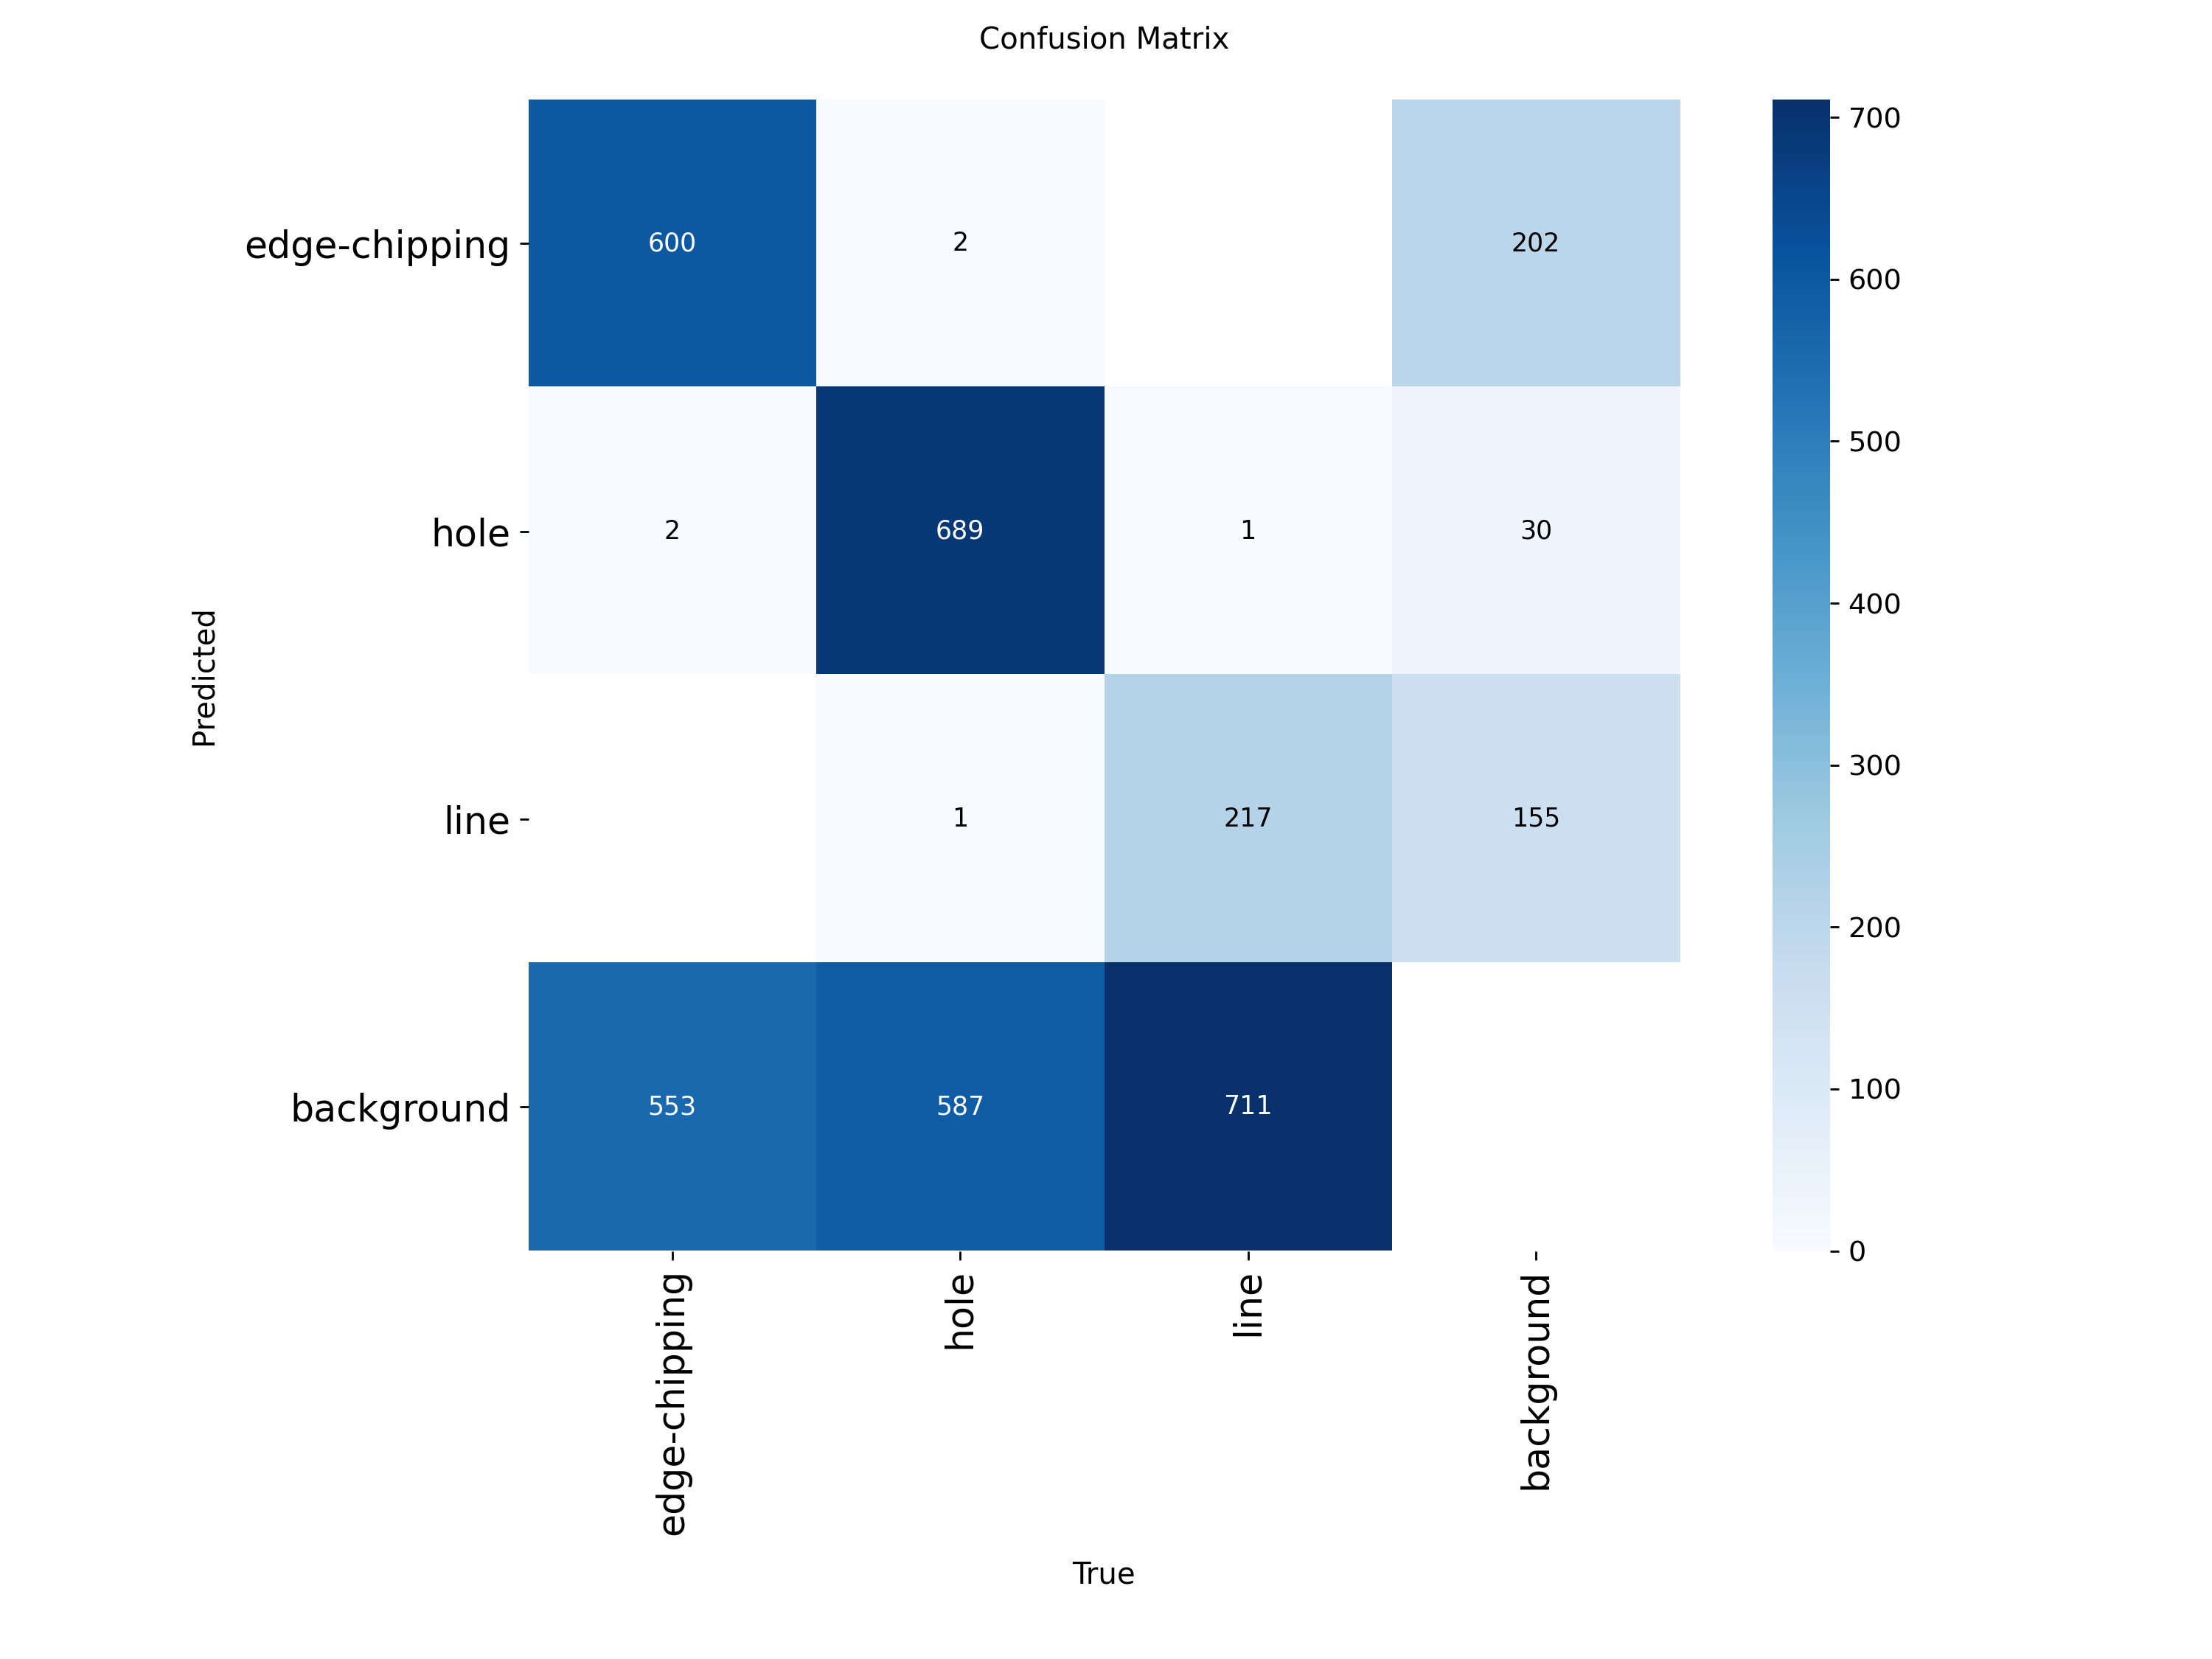 Confusion Matrix
Predicted
edge-chipping 600 2 202
hole 2 689 1 30
line 1 217 155
background 553 587 711
edge-chipping hole line background
True
700
600
500
400
300
200
100
0